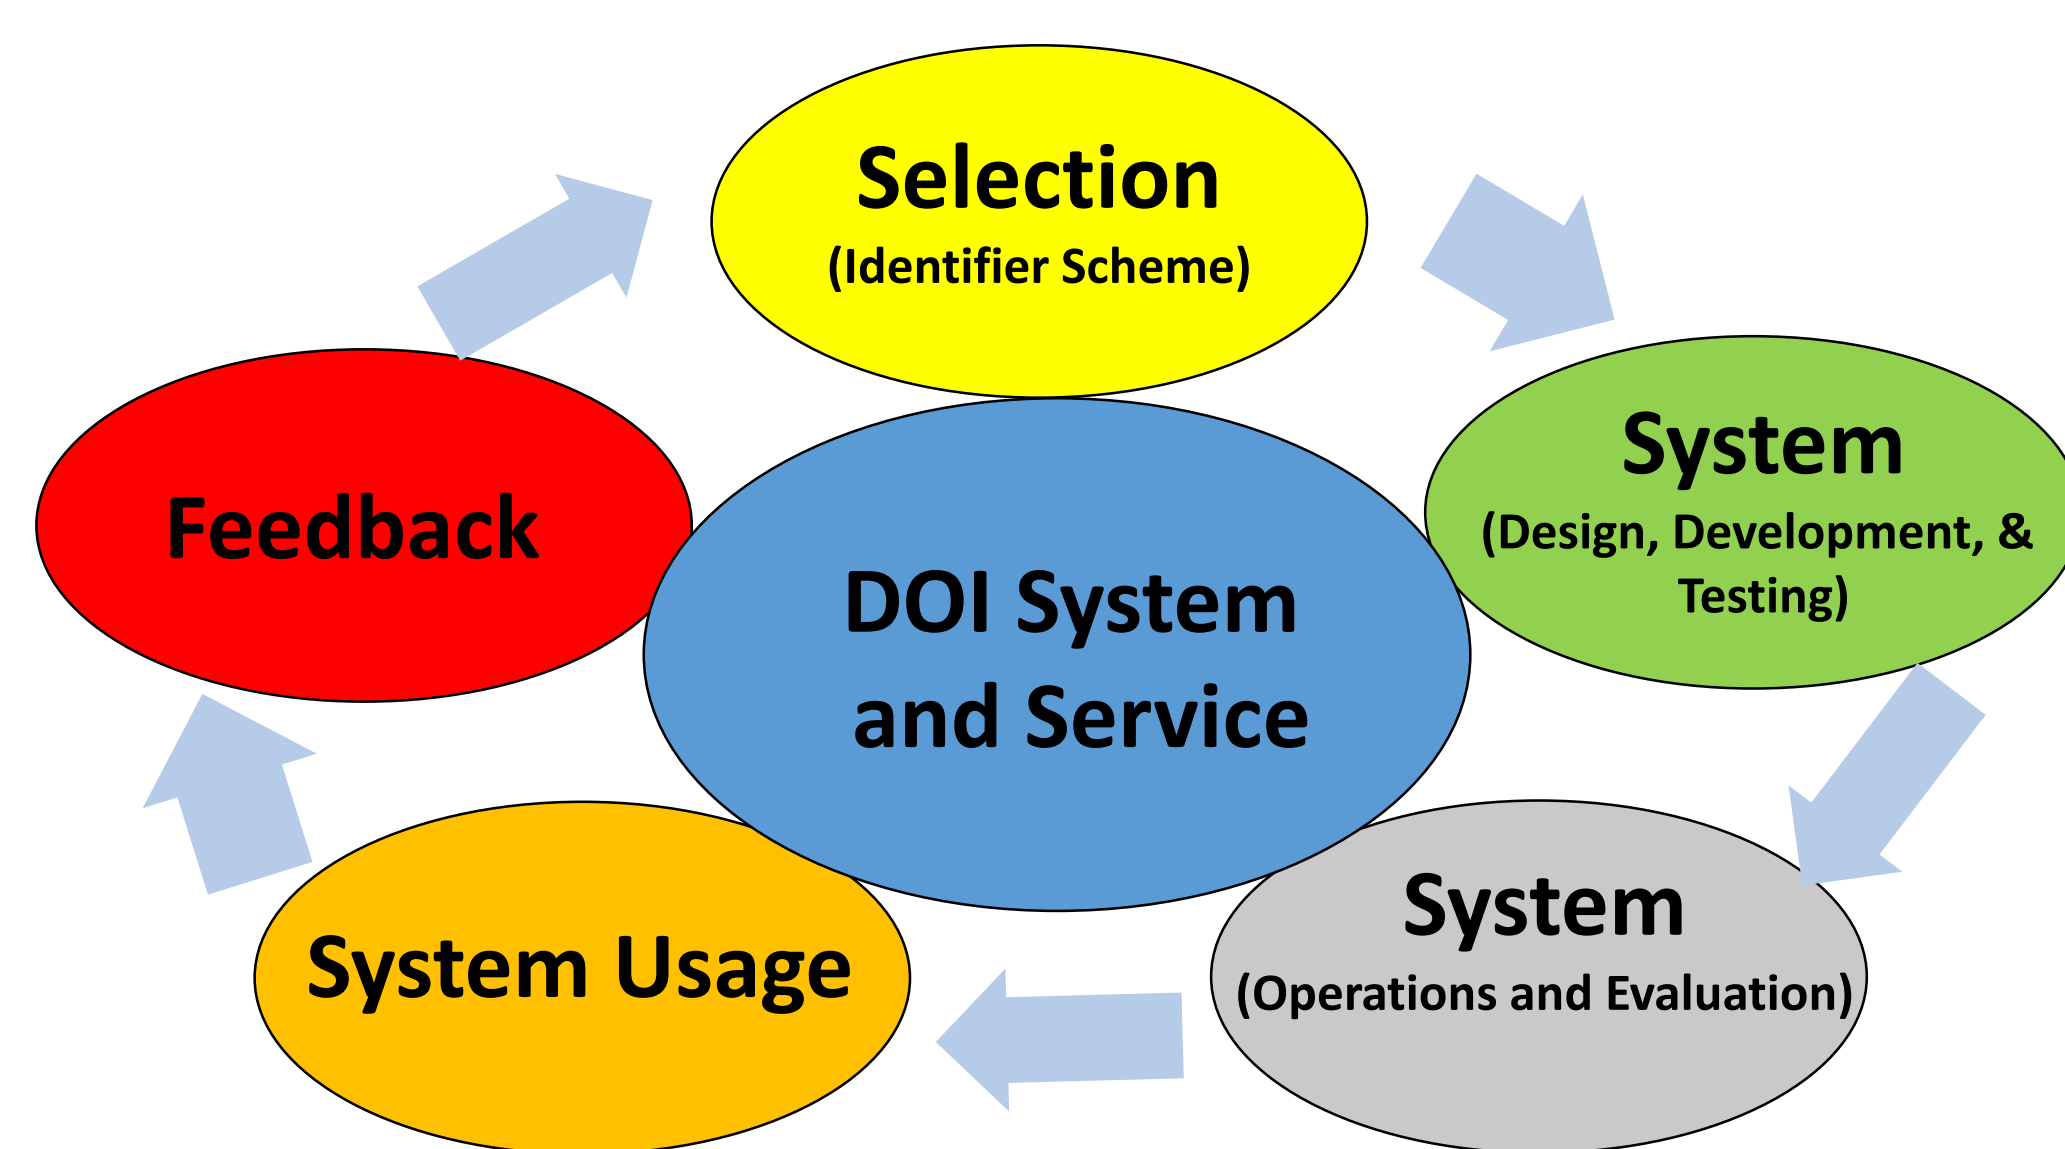 Selection
(Identifier Scheme)
System
(Design, Development, &
Testing)
Feedback
DOI System
and Service
System
(Operations and Evaluation)
System Usage